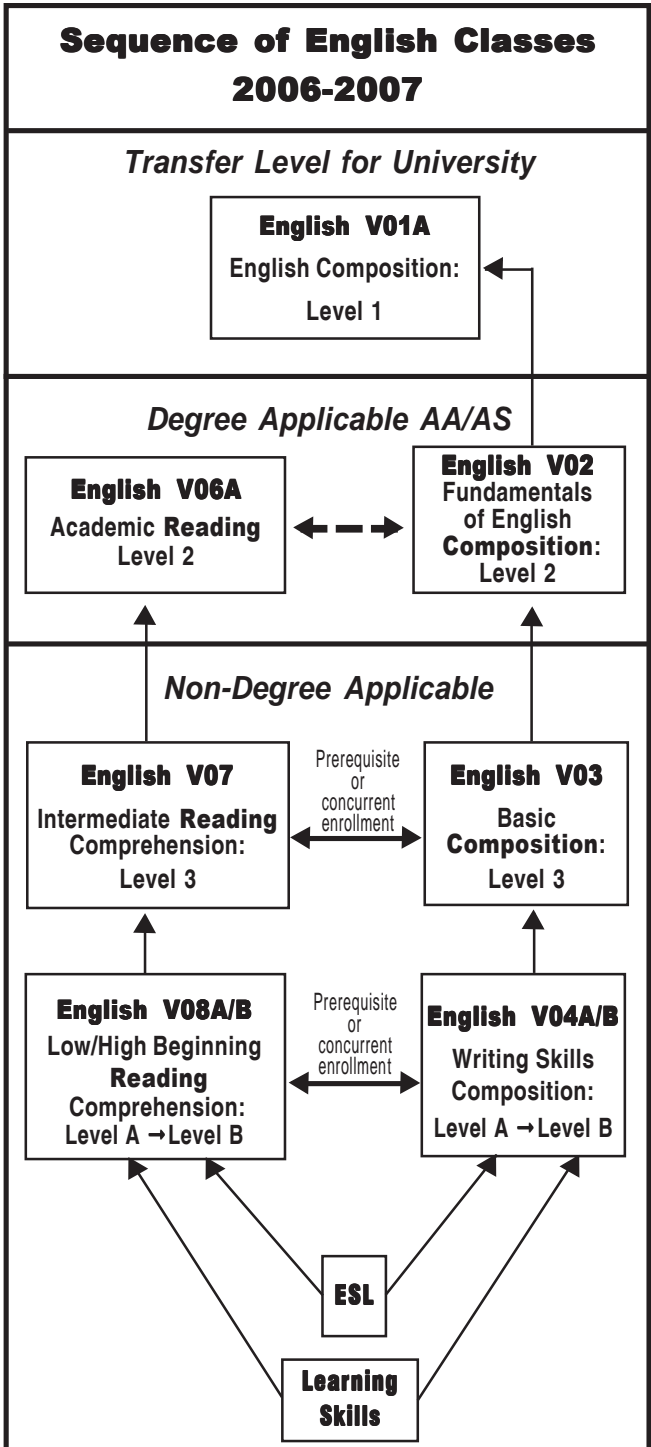 Sequence of English Classes
2006-2007
Transfer Level for University
English V01A
English Composition:
Level 1
Degree Applicable AA/AS
English V06A
Academic Reading
Level 2
English V02
Fundamentals
of English
Composition:
Level 2
Non-Degree Applicable
English V07
Intermediate Reading
Comprehension:
Level 3
Prerequisite
or
concurrent
enrollment
English V03
Basic
Composition:
Level 3
English V08A/B
Low/High Beginning
Reading
Comprehension:
Level A → Level B
Prerequisite
or
concurrent
enrollment
English V04A/B
Writing Skills
Composition:
Level A → Level B
ESL
Learning
Skills